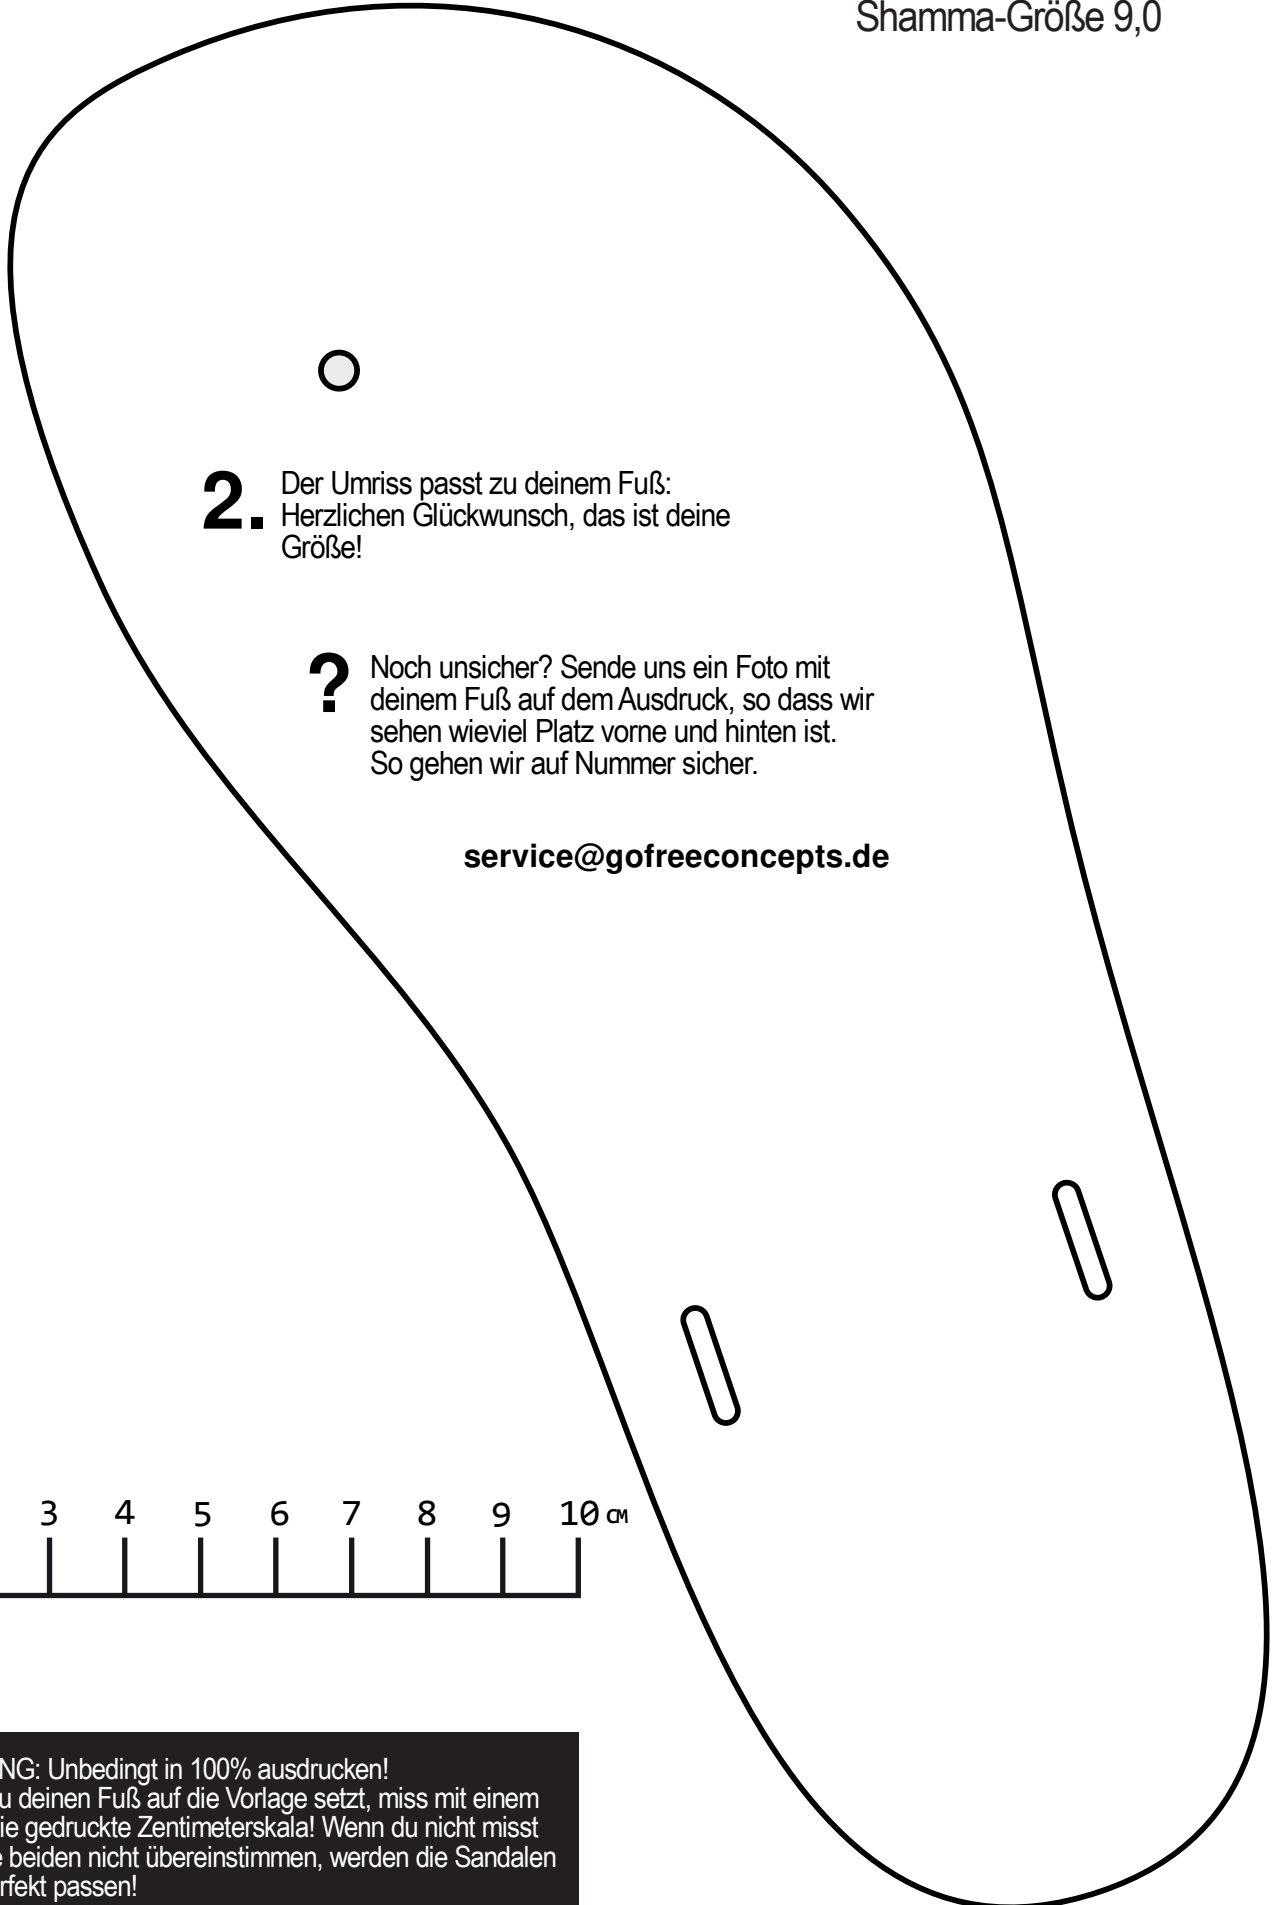 Shamma-Größe 9,0
2. Der Umriss passt zu deinem Fuß:
Herzlichen Glückwunsch, das ist deine
Größe!
? Noch unsicher? Sende uns ein Foto mit
deinem Fuß auf dem Ausdruck, so dass wir
sehen wieviel Platz vorne und hinten ist.
So gehen wir auf Nummer sicher.
service@gofreeconcepts.de
3 4 5 6 7 8 9 10 CM
NG: Unbedingt in 100% ausdrucken!
u deinen Fuß auf die Vorlage setzt, miss mit einem
ie gedruckte Zentimeterskala! Wenn du nicht misst
e beiden nicht übereinstimmen, werden die Sandalen
rfekt passen!